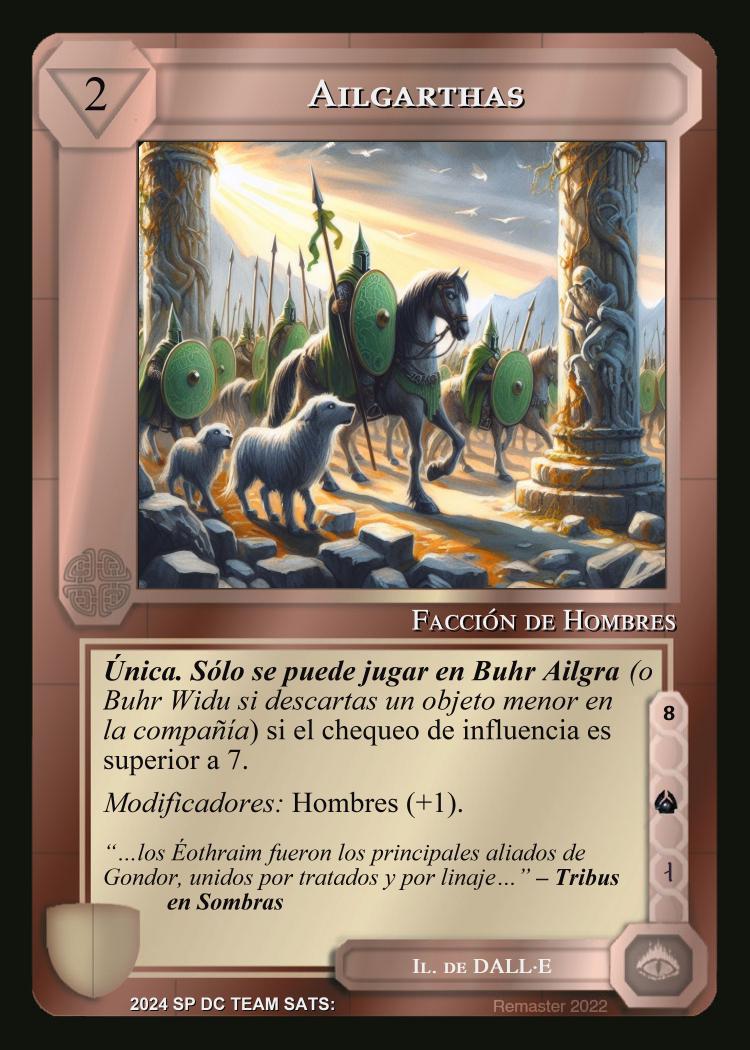 2
Ailgarthas
Facción de Hombres
Única. Sólo se puede jugar en Buhr Ailgra (o
Buhr Widu si descartas un objeto menor en
la compañía) si el chequeo de influencia es
superior a 7.
8
Modificadores: Hombres (+1).
“...los Éothraim fueron los principales aliados de
Gordor, unidos por tratados y por linaje...” – Tribus
en Sombras
Il. de DALL·E
2024 SP DC TEAM SATS:
Remaster 2022